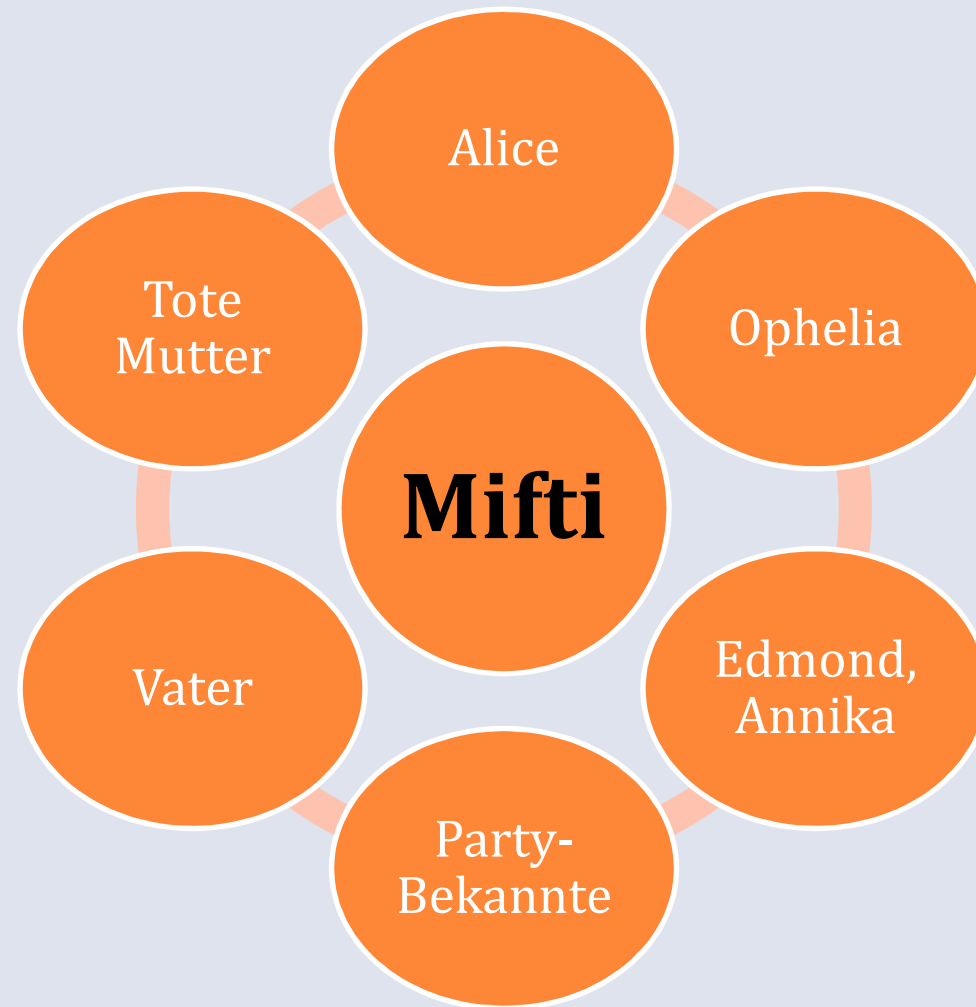 Alice
Tote
Mutter
Ophelia
Mifti
Vater
Edmond,
Annika
Party-
Bekannte